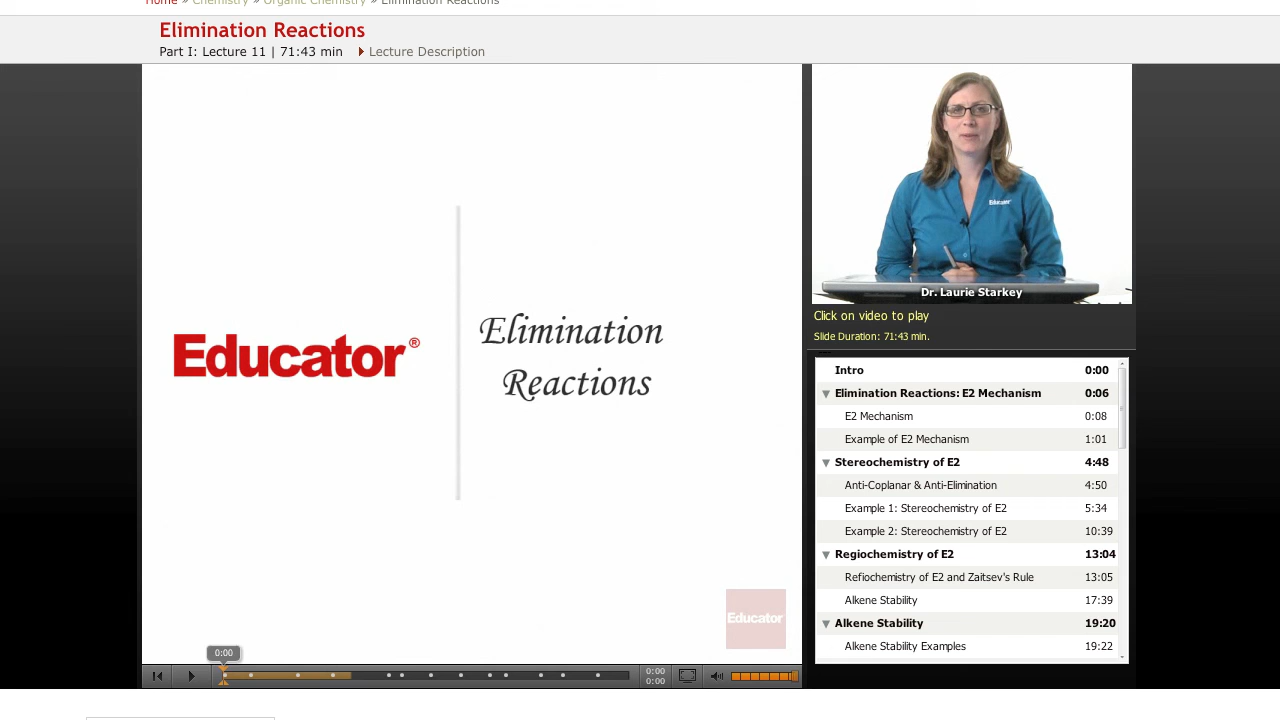 Home » Chemistry » Organic Chemistry » Elimination Reactions
Elimination Reactions
Part I: Lecture 11 | 71:43 min Lecture Description
Educator®
Elimination
Reactions
Educator
0:00
0:00
0:00
Educator
Dr. Laurie Starkey
Click on video to play
Slide Duration: 71:43 min.
Intro 0:00
Elimination Reactions: E2 Mechanism 0:06
E2 Mechanism 0:08
Example of E2 Mechanism 1:01
Stereochemistry of E2 4:48
Anti-Coplanar & Anti-Elimination 4:50
Example 1: Stereochemistry of E2 5:34
Example 2: Stereochemistry of E2 10:39
Regiochemistry of E2 13:04
Refiochemistry of E2 and Zaitsev's Rule 13:05
Alkene Stability 17:39
Alkene Stability 19:20
Alkene Stability Examples 19:22